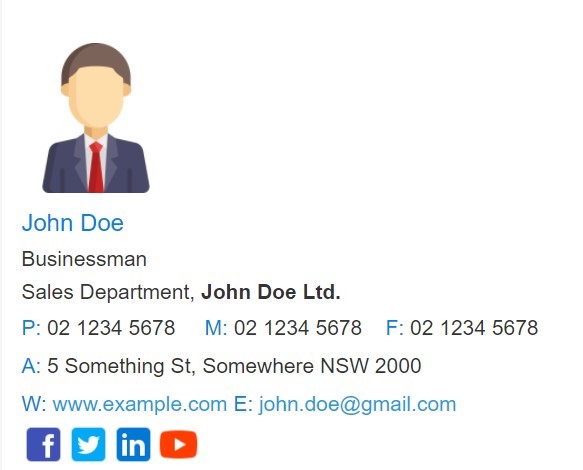 John Doe
Businessman
Sales Department, John Doe Ltd.
P: 02 1234 5678 M: 02 1234 5678 F: 02 1234 5678
A: 5 Something St, Somewhere NSW 2000
W: www.example.com E: john.doe@gmail.com